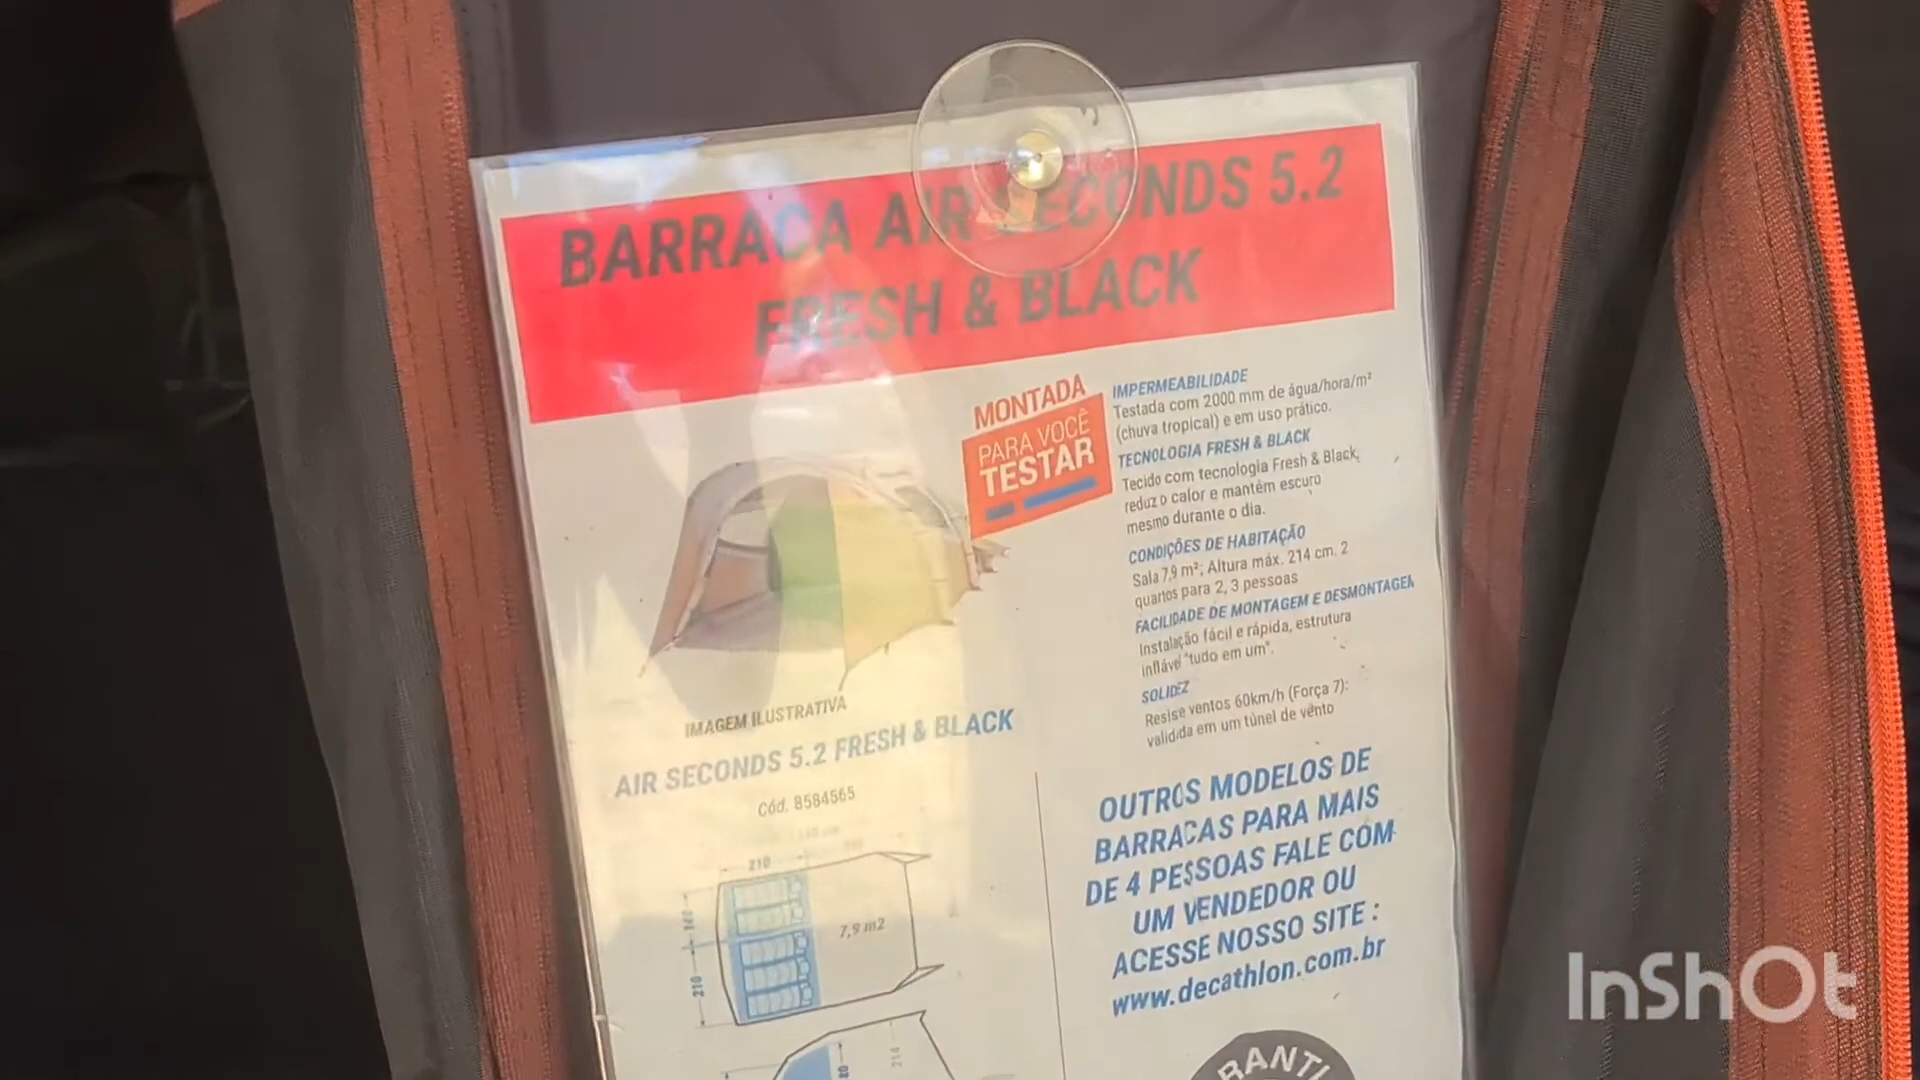 BARRACA AIR SECONDS 5.2
FRESH & BLACK
MONTADA
PARA VOCÊ
TESTAR
IMPERMEABILIDADE
Testada com 2000 mm de água/hora/m²
(chuva tropical) e em uso prático.
TECNOLOGIA FRESH & BLACK
Tecido com tecnologia Fresh & Black,
reduz o calor e mantém escuro
mesmo durante o dia.
CONDIÇÕES DE HABITAÇÃO
Sala 7,9 m²; Altura máx. 214 cm. 2
quartos para 2, 3 pessoas
FACILIDADE DE MONTAGEM E DESMONTAGEM
Instalação fácil e rápida, estrutura
inflável "tudo em um".
SOLIDEZ
Resise ventos 60km/h (Força 7):
validida em um túnel de vento
IMAGEM ILUSTRATIVA
AIR SECONDS 5.2 FRESH & BLACK
Cód. 8584565
210
140
210
7,9 m2
214
80
OUTROS MODELOS DE
BARRACAS PARA MAIS
DE 4 PESSOAS FALE COM
UM VENDEDOR OU
ACESSE NOSSO SITE :
www.decathlon.com.br
RANTI
InShOt